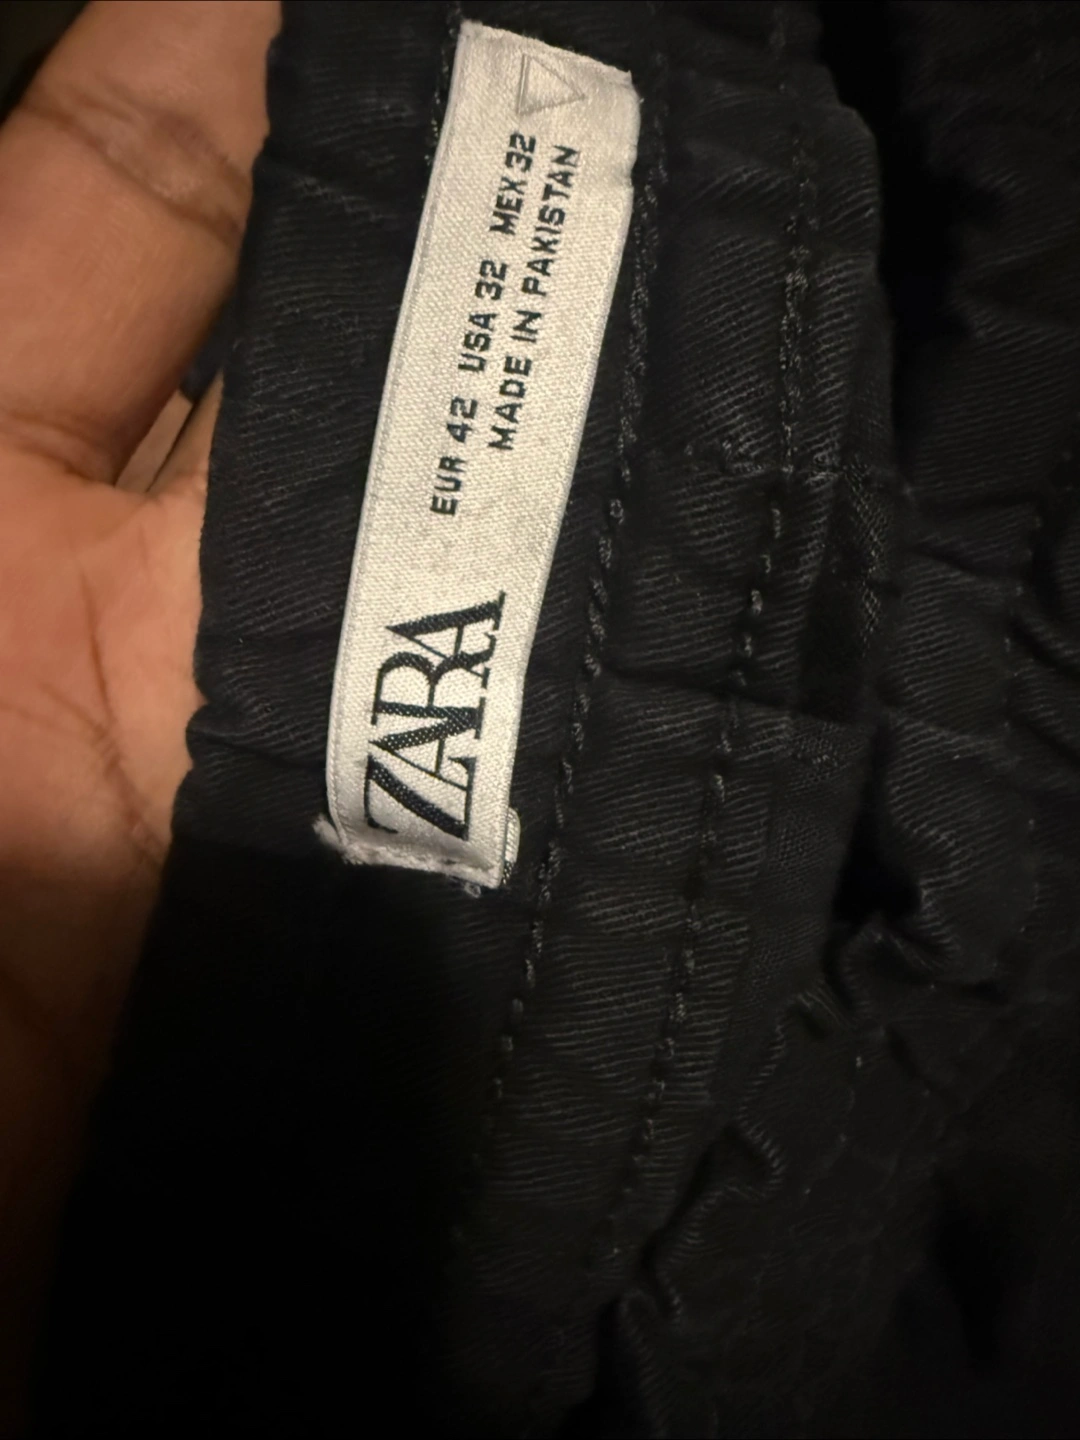 ZARA
EUR 42 USA 32 MEX 32
MADE IN PAKISTAN